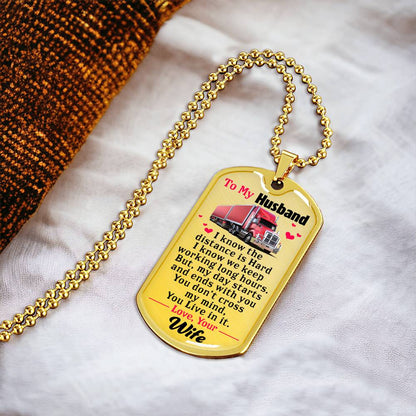 To My
Husband
I know the
distance is Hard
I know we keep
working long hours.
But, my day starts
and ends with you
You don't cross
my mind,
You Live in it.
Love, Your
Wife